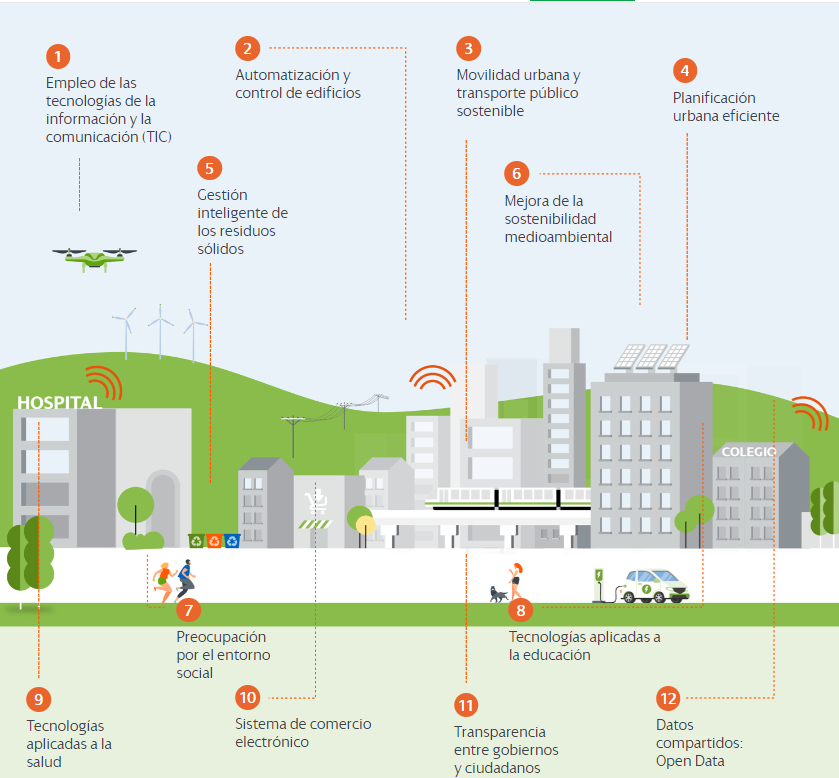 1
Empleo de las
tecnologías de la
información y la
comunicación (TIC)
2
Automatización y
control de edificios
3
Movilidad urbana y
transporte público
sostenible
4
Planificación
urbana eficiente
5
Gestión
inteligente de
los residuos
sólidos
6
Mejora de la
sostenibilidad
medioambiental
HOSPITAL
COLEGIO
7
Preocupación
por el entorno
social
8
Tecnologías aplicadas a
la educación
9
Tecnologías
aplicadas a la
salud
10
Sistema de comercio
electrónico
11
Transparencia
entre gobiernos
y ciudadanos
12
Datos
compartidos:
Open Data